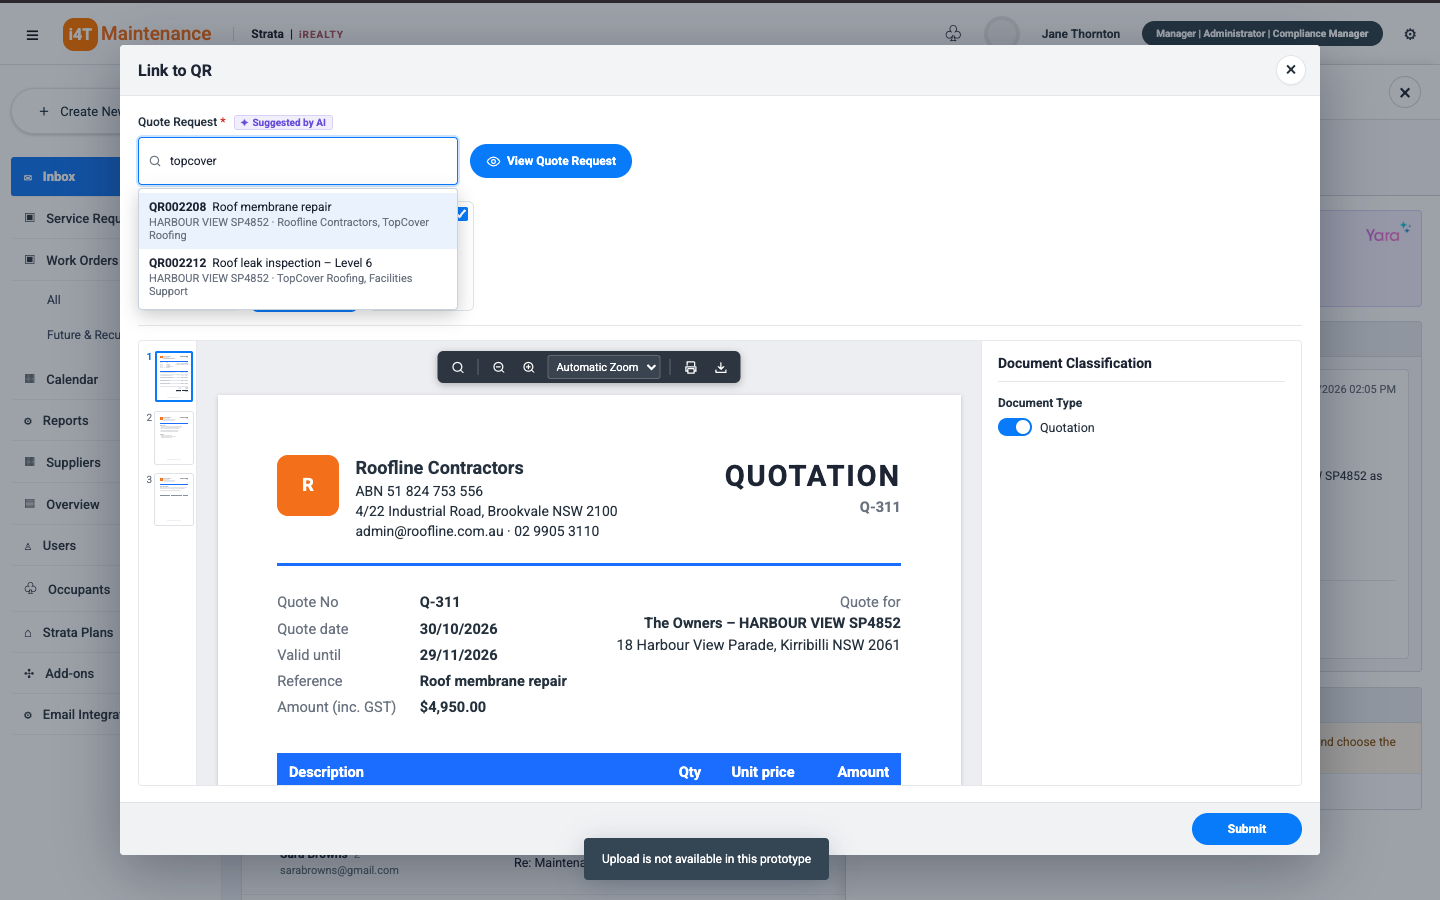 i4T Maintenance
Strata | iREALTY
Jane Thornton
Manager | Administrator | Compliance Manager
Link to QR
Create New
Inbox
Service Requ
Work Orders
All
Future & Recu
Calendar
Reports
Suppliers
Overview
Users
Occupants
Strata Plans
Add-ons
Email Integra
Quote Request *
Suggested by AI
topcover
View Quote Request
QR002208 Roof membrane repair
HARBOUR VIEW SP4852 · Roofline Contractors, TopCover
Roofing
QR002212 Roof leak inspection – Level 6
HARBOUR VIEW SP4852 · TopCover Roofing, Facilities
Support
1
2
3
Automatic Zoom
R
Roofline Contractors
ABN 51 824 753 556
4/22 Industrial Road, Brookvale NSW 2100
admin@roofline.com.au · 02 9905 3110
QUOTATION
Q-311
Quote No Q-311
Quote date 30/10/2026
Valid until 29/11/2026
Reference Roof membrane repair
Amount (inc. GST) $4,950.00
Quote for
The Owners – HARBOUR VIEW SP4852
18 Harbour View Parade, Kirribilli NSW 2061
Description Qty Unit price Amount
Document Classification
Document Type
Quotation
Yara
/2026 02:05 PM
SP4852 as
nd choose the
Submit
Sara Browns 2
sarabrowns@gmail.com
Re: Maintena
Upload is not available in this prototype